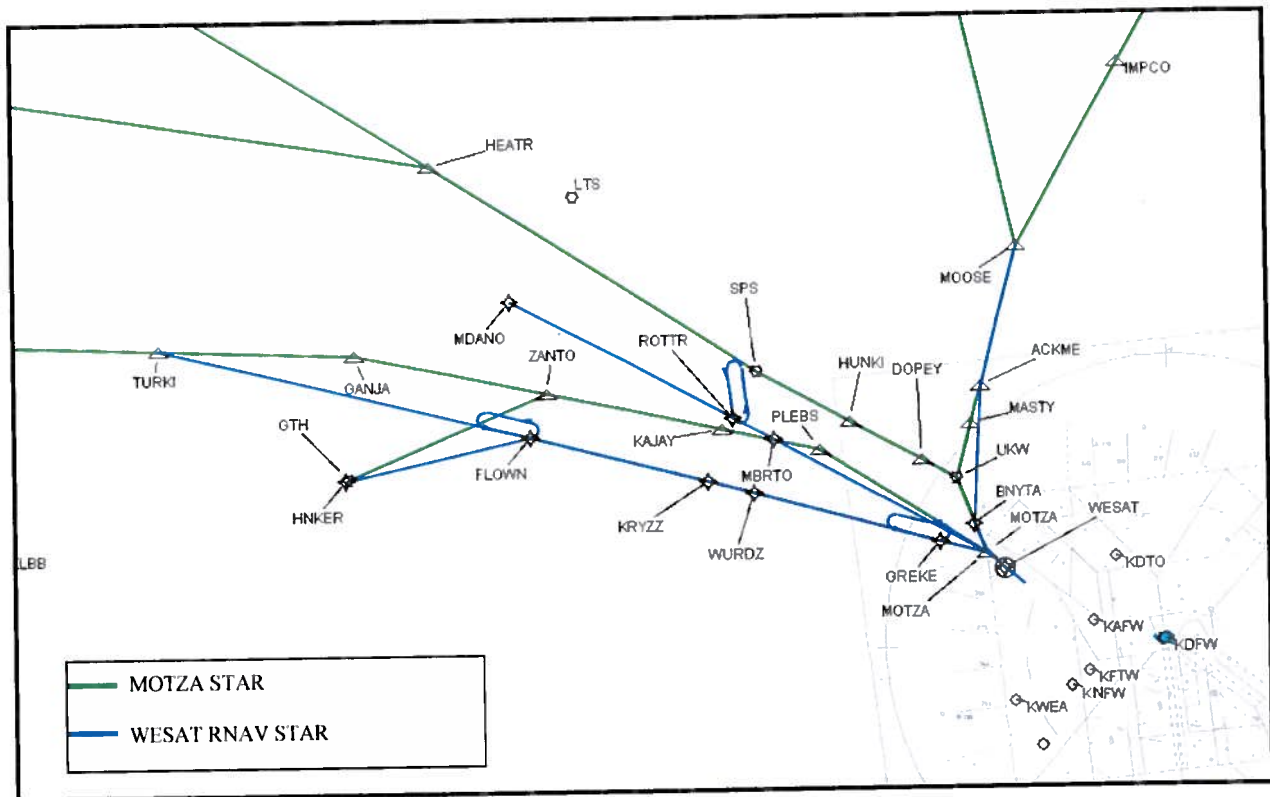 IMPCO
HEATR
LTS
MOOSE
SPS
MDANO
ROTTR
ZANTO
HUNKI
DOPEY
ACKME
TURKI
GANJA
MASTY
PLEBS
GTH
KAJAY
UKW
FLOWN
MBRTO
BNYTA
WESAT
HNKER
MOTZA
KRYZZ
WURDZ
KDTO
LBB
GREKE
MOTZA
KAFW
KDFW
KFTW
KNFW
KWEA
MOTZA STAR
WESAT RNAV STAR